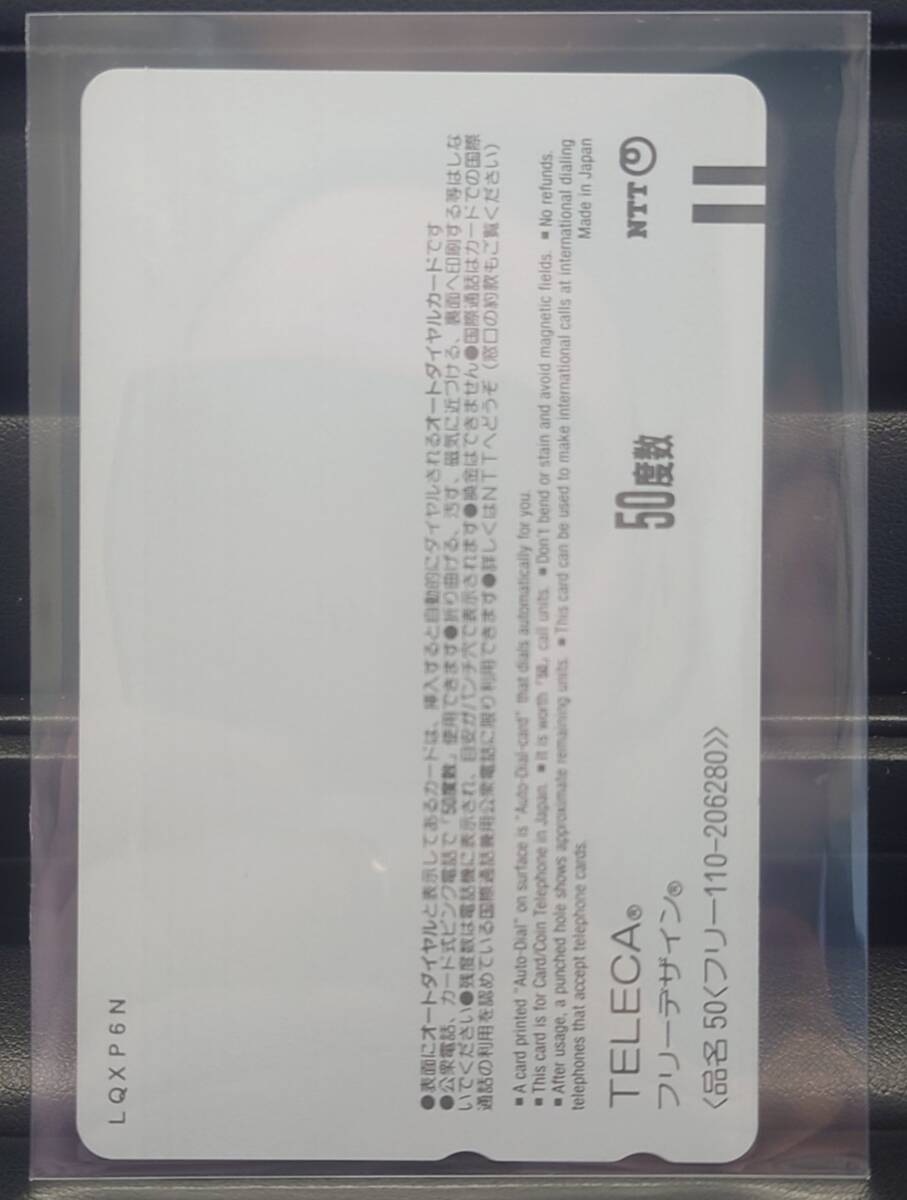 LQXP6N
●表面にオートダイヤルと表示してあるカードは、挿入すると自動的にダイヤルされるオートダイヤルカードです
●公衆電話、カード式ピンク電話で「50度数」使用できます●折り曲げる、汚す、磁気に近づける、裏面へ印刷する等はしな
いでください●残度数は電話機に表示され、目安がパンチ穴で表示されます●換金はできません●国際通話はカードでの国際
通話の利用を認めている国際通話兼用公衆電話に限り利用できます●詳しくはNTTへどうぞ(窓口の約款もご覧ください)
■ A card printed "Auto-Dial" on surface is "Auto-Dial-card" that dials automatically for you.
■ This card is for Card/Coin Telephone in Japan. ■ It is worth「50」call units. ■ Don't bend or stain and avoid magnetic fields. ■ No refunds.
■ After usage, a punched hole shows approximate remaining units. ■ This card can be used to make international calls at international dialing
telephones that accept telephone cards. Made in Japan
TELECA® 50度数 NTT
フリーデザイン®
〈品名 50〈フリー110-206280〉〉